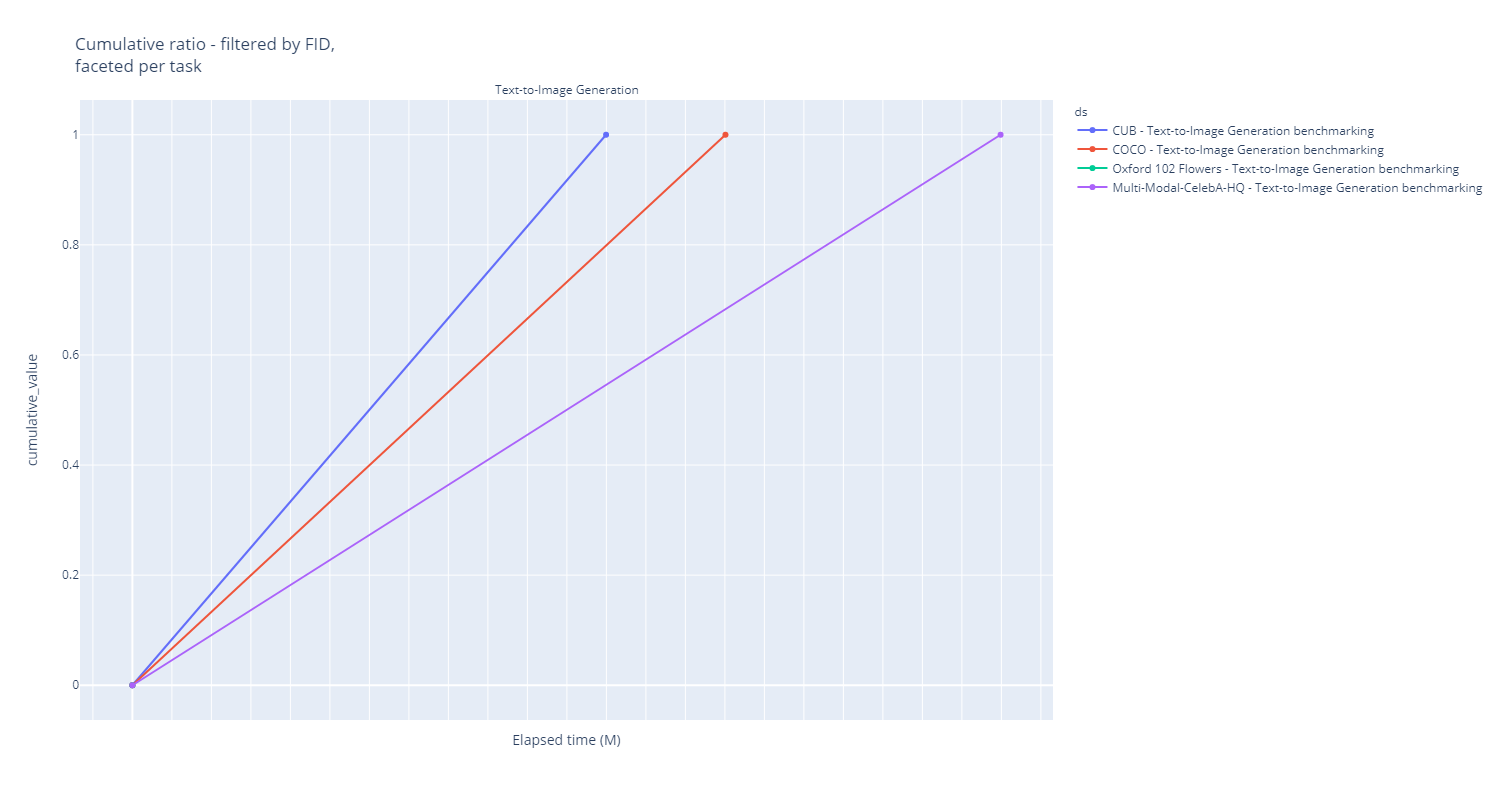 Cumulative ratio - filtered by FID,
faceted per task
Text-to-Image Generation
ds
CUB - Text-to-Image Generation benchmarking
COCO - Text-to-Image Generation benchmarking
Oxford 102 Flowers - Text-to-Image Generation benchmarking
Multi-Modal-CelebA-HQ - Text-to-Image Generation benchmarking
1
0.8
0.6
0.4
0.2
0
cumulative_value
Elapsed time (M)